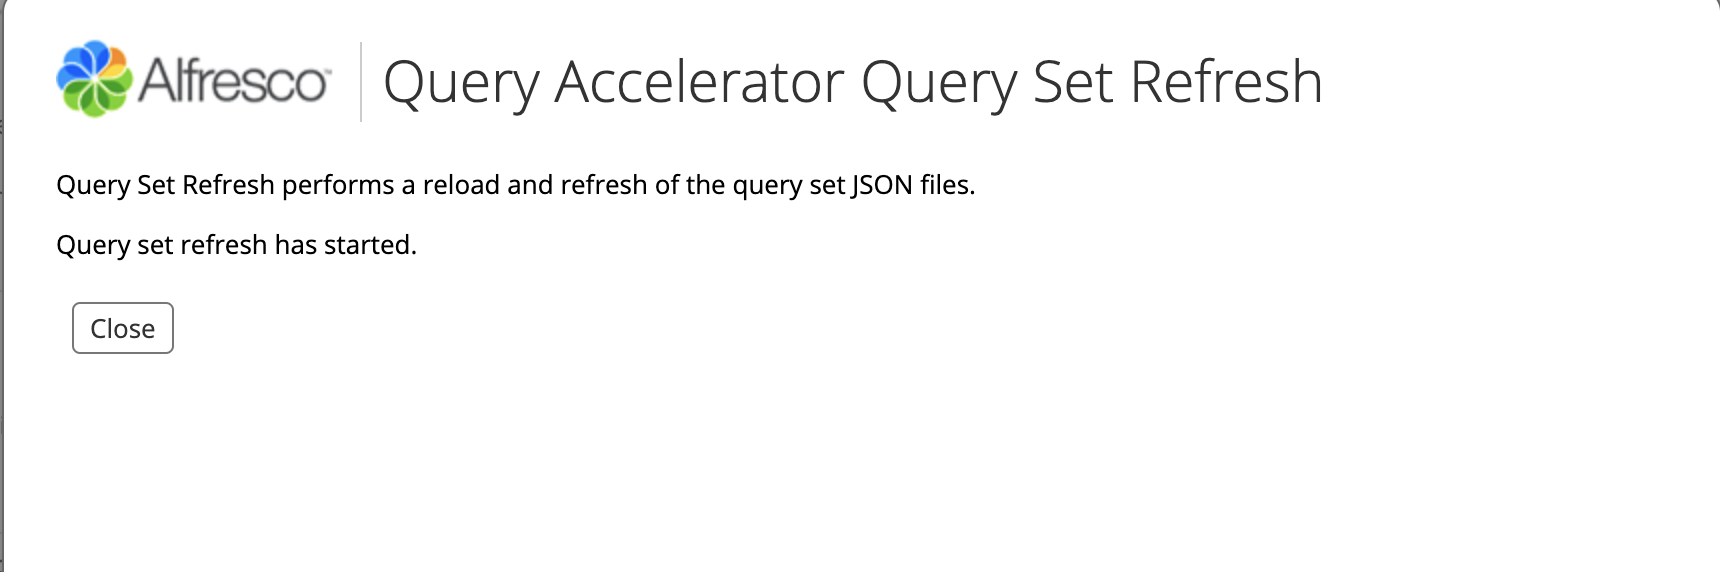 Alfresco™ Query Accelerator Query Set Refresh
Query Set Refresh performs a reload and refresh of the query set JSON files.
Query set refresh has started.
Close